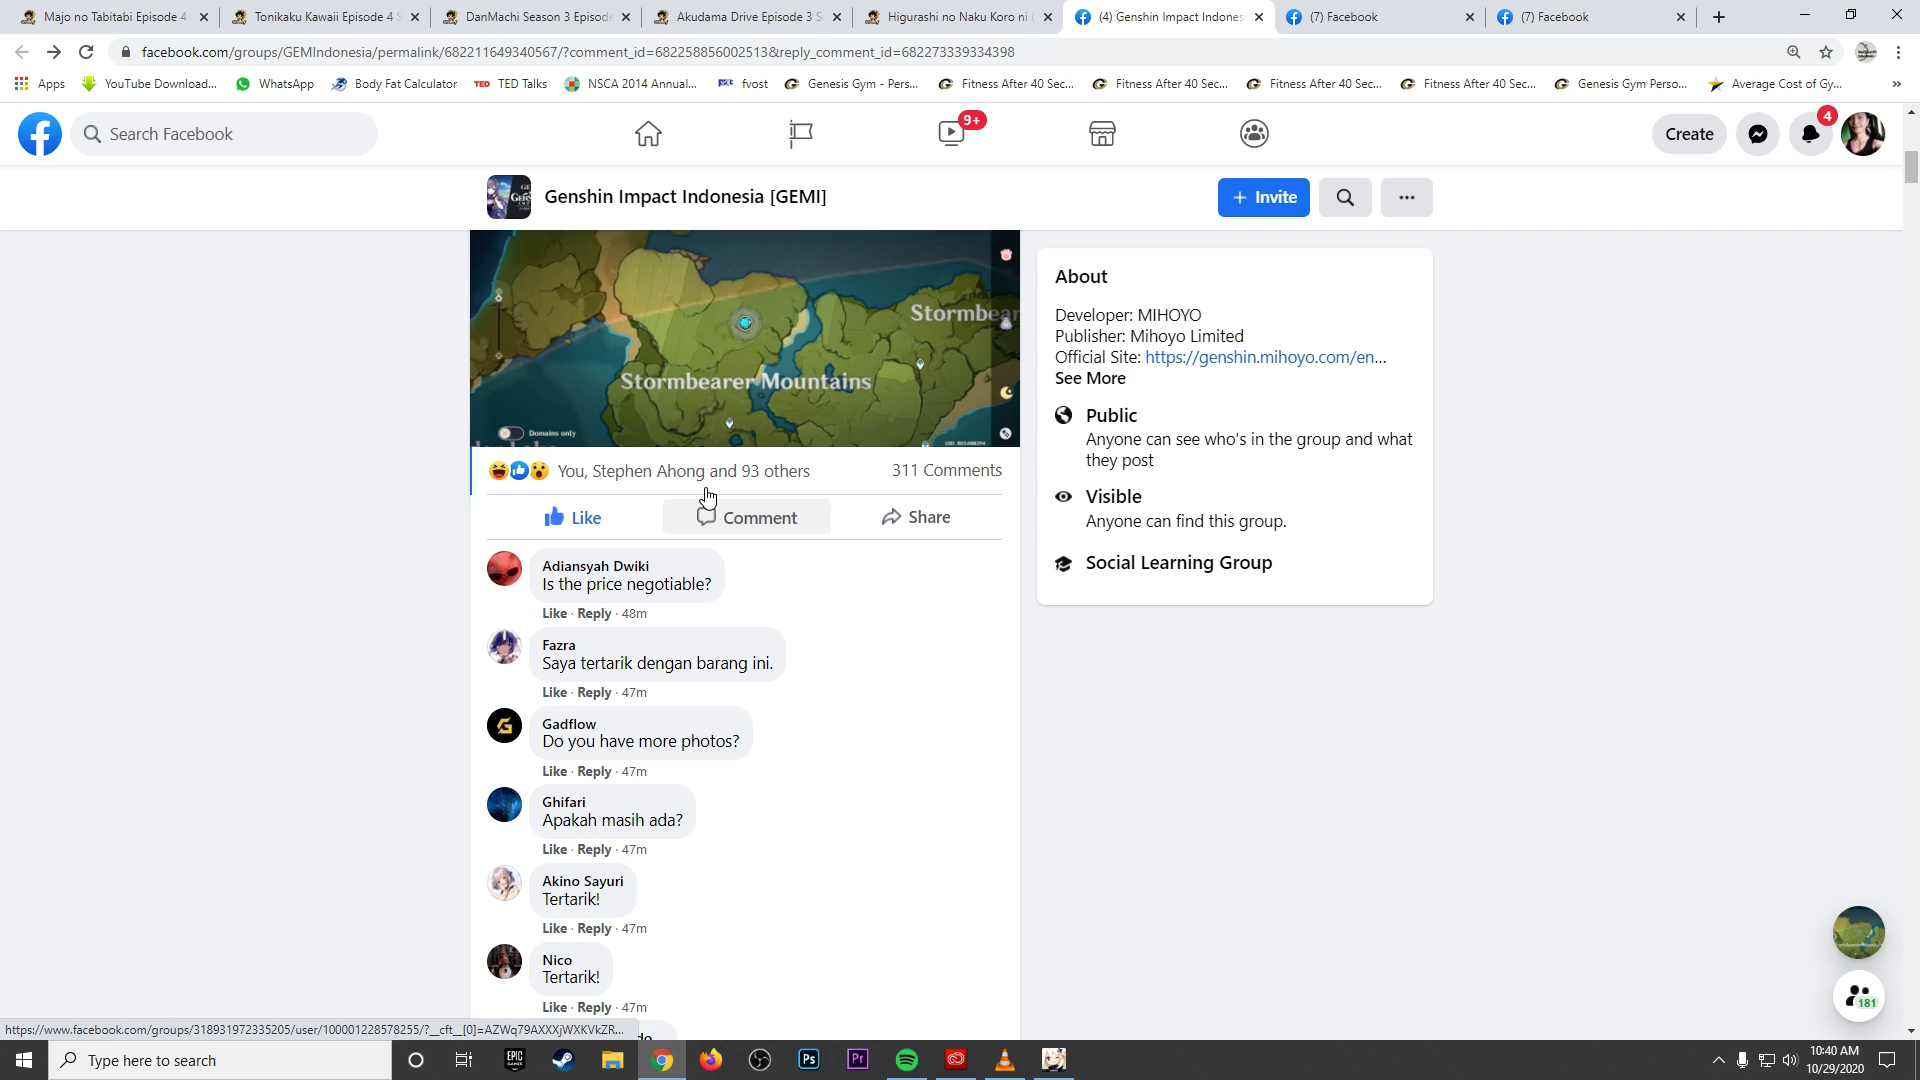 Majo no Tabitabi Episode 4
Tonikaku Kawaii Episode 4 S
DanMachi Season 3 Episode
Akudama Drive Episode 3 S
Higurashi no Naku Koro ni (
(4) Genshin Impact Indones
(7) Facebook
(7) Facebook
facebook.com/groups/GEMIndonesia/permalink/682211649340567/?comment_id=682258856002513&reply_comment_id=682273339334398
Apps
YouTube Download...
WhatsApp
Body Fat Calculator
TED TED Talks
NSCA 2014 Annual...
fvost
Genesis Gym - Pers...
Fitness After 40 Sec...
Fitness After 40 Sec...
Fitness After 40 Sec...
Fitness After 40 Sec...
Genesis Gym Perso...
Average Cost of Gy...
Search Facebook
9+
Create
4
Genshin Impact Indonesia [GEMI]
+ Invite
Stormbear
Stormbearer Mountains
Domains only
You, Stephen Ahong and 93 others
311 Comments
Like
Comment
Share
Adiansyah Dwiki
Is the price negotiable?
Like · Reply · 48m
Fazra
Saya tertarik dengan barang ini.
Like · Reply · 47m
Gadflow
Do you have more photos?
Like · Reply · 47m
Ghifari
Apakah masih ada?
Like · Reply · 47m
Akino Sayuri
Tertarik!
Like · Reply · 47m
Nico
Tertarik!
Like · Reply · 47m
About
Developer: MIHOYO
Publisher: Mihoyo Limited
Official Site: https://genshin.mihoyo.com/en...
See More
Public
Anyone can see who's in the group and what
they post
Visible
Anyone can find this group.
Social Learning Group
181
https://www.facebook.com/groups/318931972335205/user/100001228578255/?__cft__[0]=AZWq79AXXXjWXKVkZR...
Type here to search
EPIC GAMES
Ps
Pr
10:40 AM
10/29/2020